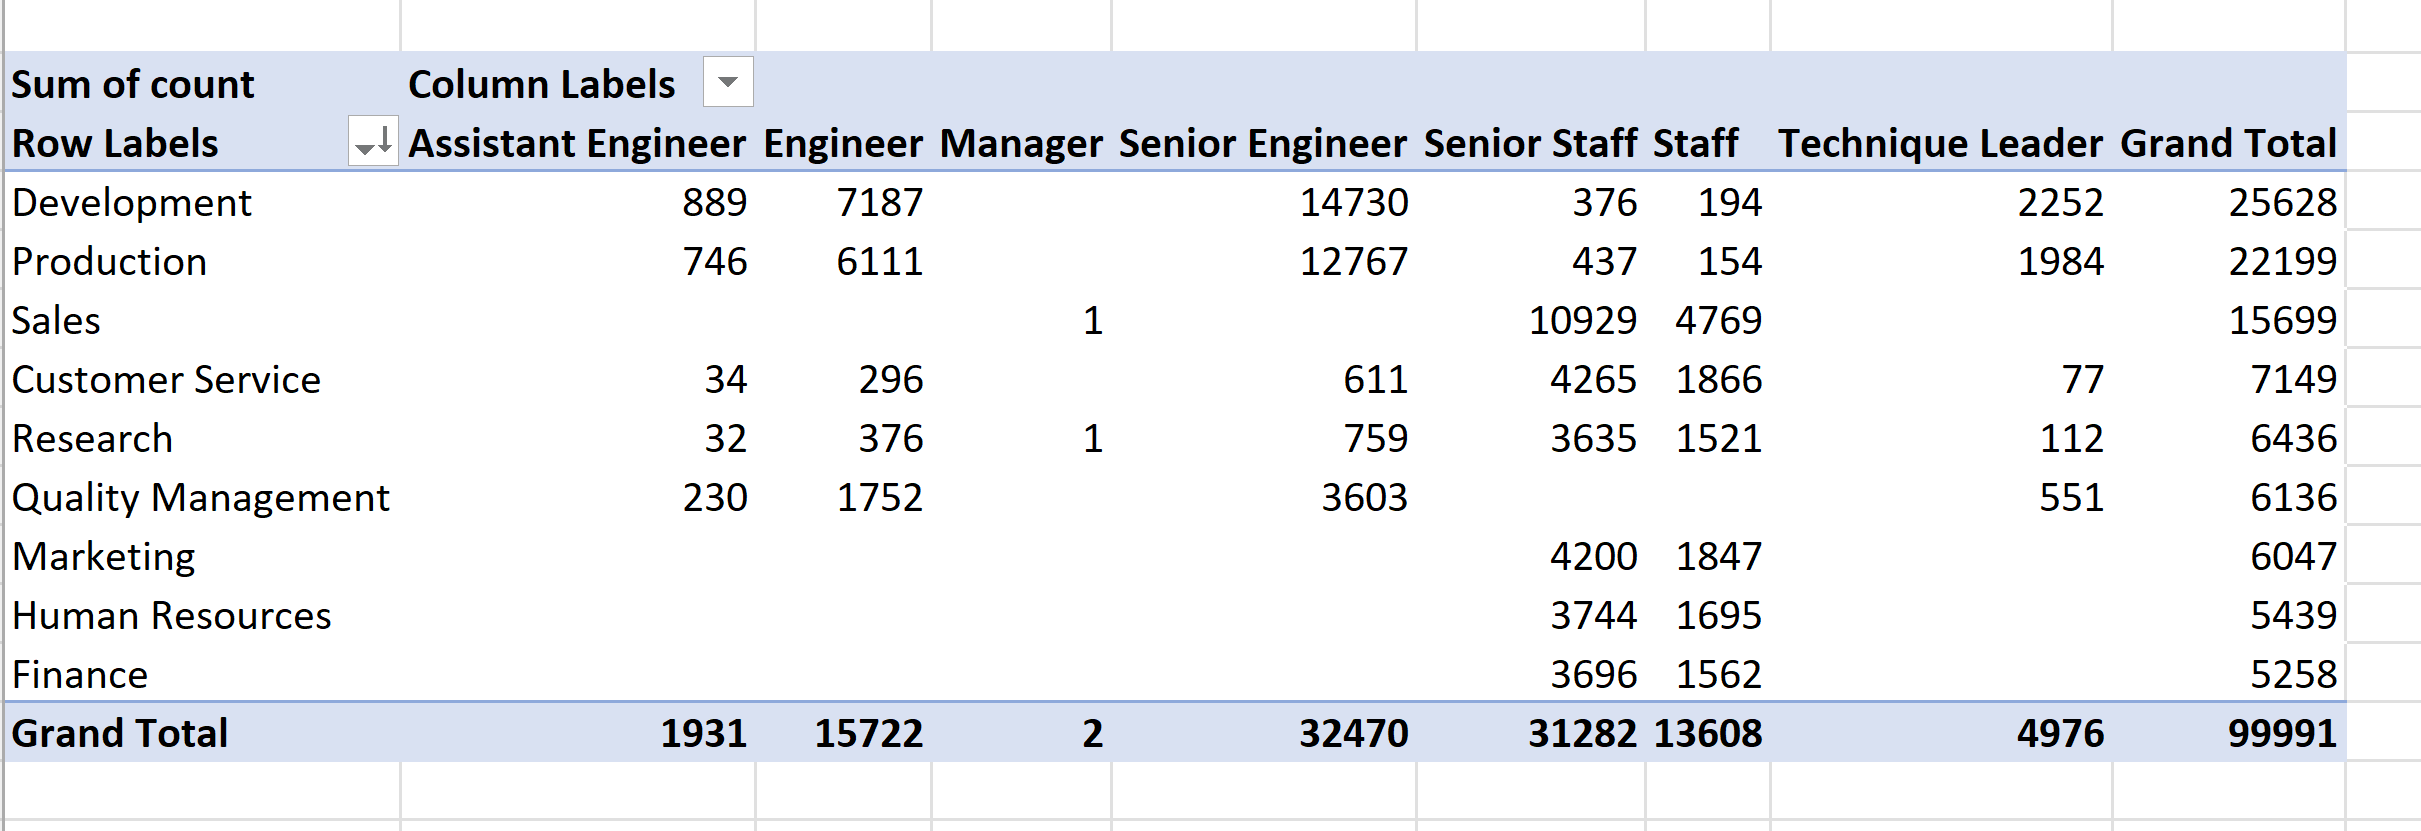 Sum of count Column Labels
Row Labels Assistant Engineer Engineer Manager Senior Engineer Senior Staff Staff Technique Leader Grand Total
Development 889 7187 14730 376 194 2252 25628
Production 746 6111 12767 437 154 1984 22199
Sales 1 10929 4769 15699
Customer Service 34 296 611 4265 1866 77 7149
Research 32 376 1 759 3635 1521 112 6436
Quality Management 230 1752 3603 551 6136
Marketing 4200 1847 6047
Human Resources 3744 1695 5439
Finance 3696 1562 5258
Grand Total 1931 15722 2 32470 31282 13608 4976 99991